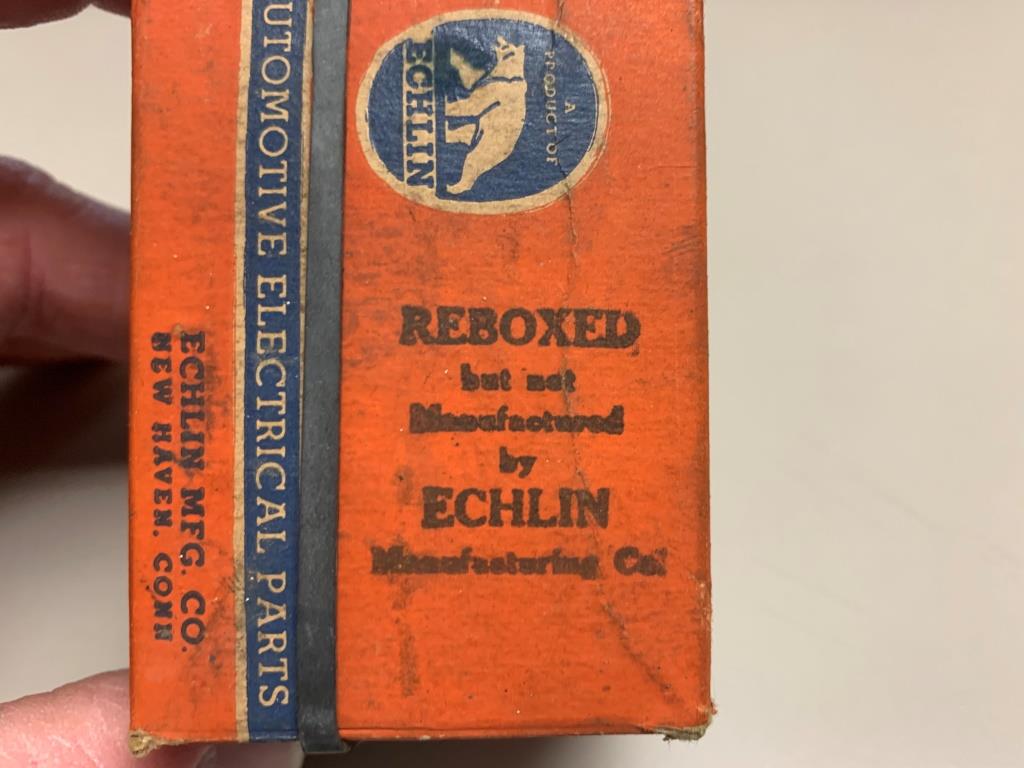 UTOMOTIVE ELECTRICAL PARTS
ECHLIN MFG. CO.
NEW HAVEN. CONN
A
PRODUCT OF
ECHLIN
REBOXED
but not
Manufactured
by
ECHLIN
Manufacturing Co.